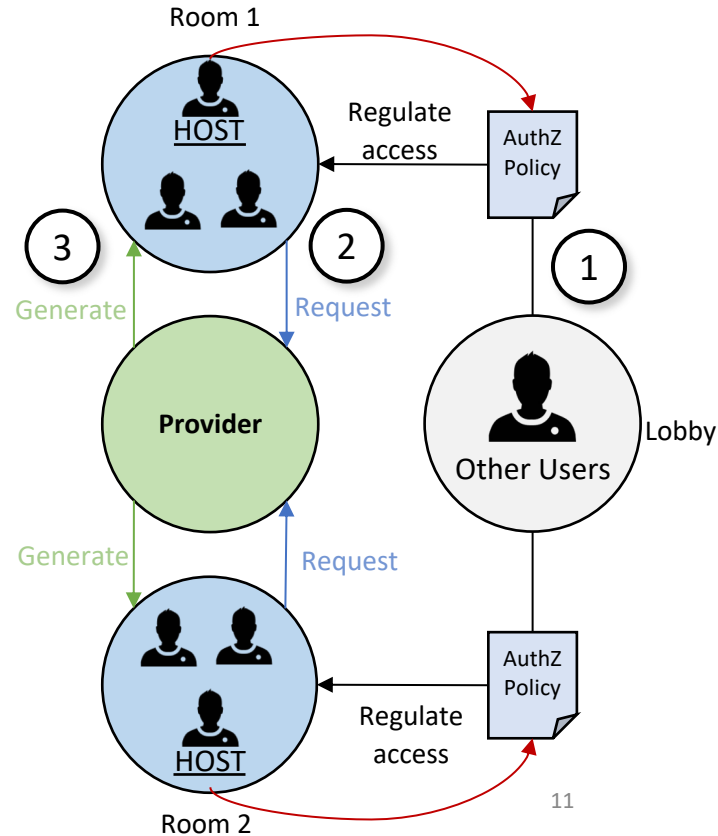 Room 1
HOST
Regulate
access
AuthZ
Policy
3
2
1
Generate
Request
Provider
Other Users
Lobby
Generate
Request
HOST
Regulate
access
AuthZ
Policy
Room 2
11